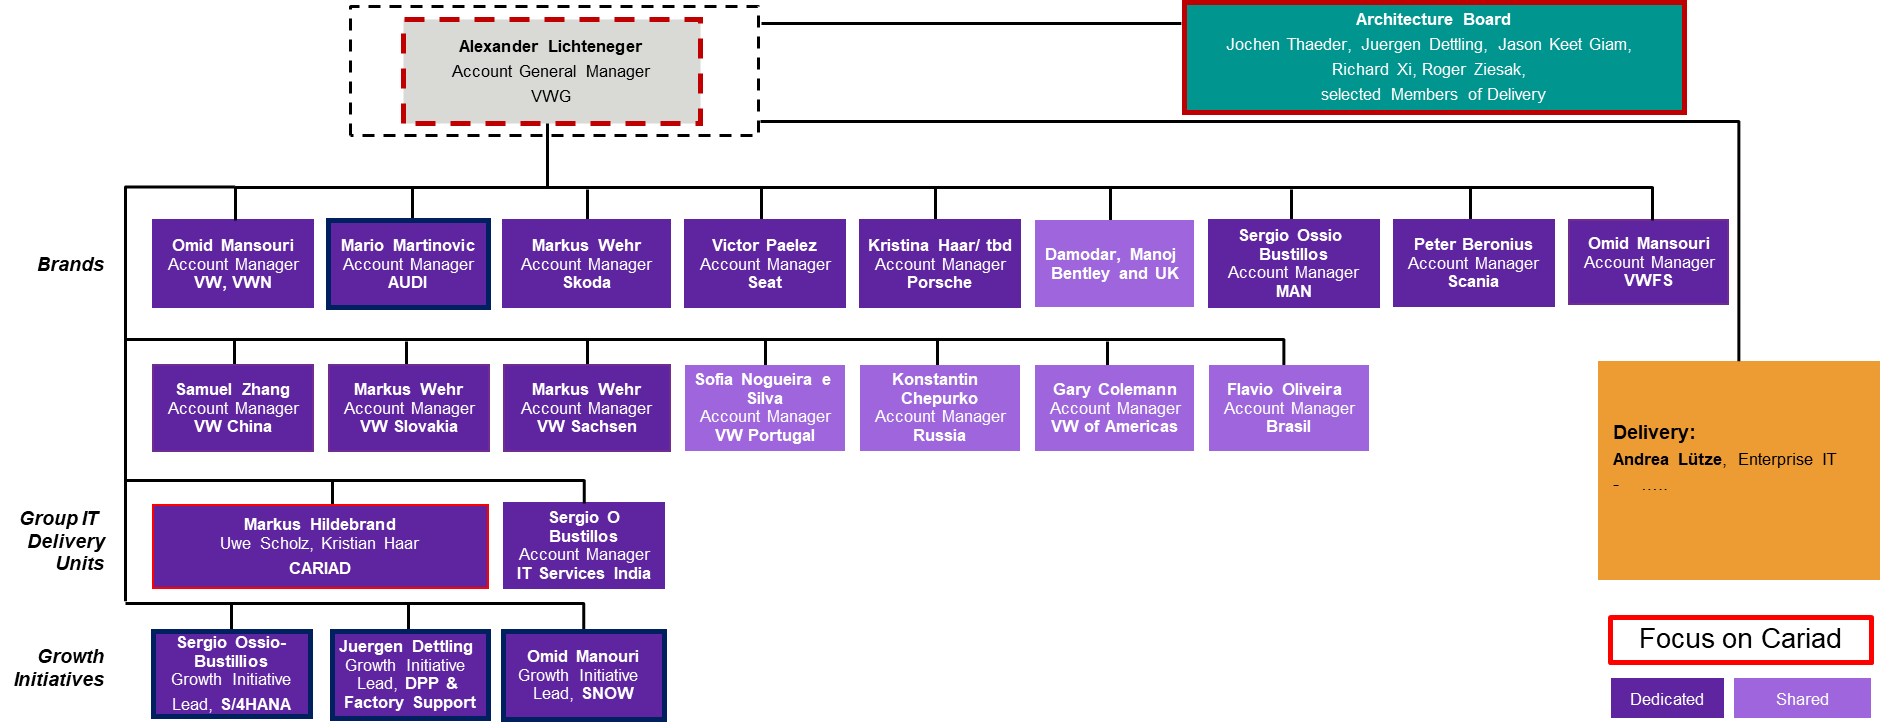 Alexander Lichteneger
Account General Manager
VWG
Architecture Board
Jochen Thaeder, Juergen Dettling, Jason Keet Giam,
Richard Xi, Roger Ziesak,
selected Members of Delivery
Brands
Omid Mansouri
Account Manager
VW, VWN
Mario Martinovic
Account Manager
AUDI
Markus Wehr
Account Manager
Skoda
Victor Paelez
Account Manager
Seat
Kristina Haar/ tbd
Account Manager
Porsche
Damodar, Manoj
Bentley and UK
Sergio Ossio
Bustillos
Account Manager
MAN
Peter Beronius
Account Manager
Scania
Omid Mansouri
Account Manager
VWFS
Samuel Zhang
Account Manager
VW China
Markus Wehr
Account Manager
VW Slovakia
Markus Wehr
Account Manager
VW Sachsen
Sofia Nogueira e
Silva
Account Manager
VW Portugal
Konstantin
Chepurko
Account Manager
Russia
Gary Colemann
Account Manager
VW of Americas
Flavio Oliveira
Account Manager
Brasil
Delivery:
Andrea Lütze, Enterprise IT
Group IT
Delivery
Units
Markus Hildebrand
Uwe Scholz, Kristian Haar
CARIAD
Sergio O
Bustillos
Account Manager
IT Services India
Growth
Initiatives
Sergio Ossio-
Bustillios
Growth Initiative
Lead, S/4HANA
Juergen Dettling
Growth Initiative
Lead, DPP &
Factory Support
Omid Manouri
Growth Initiative
Lead, SNOW
Focus on Cariad
Dedicated
Shared